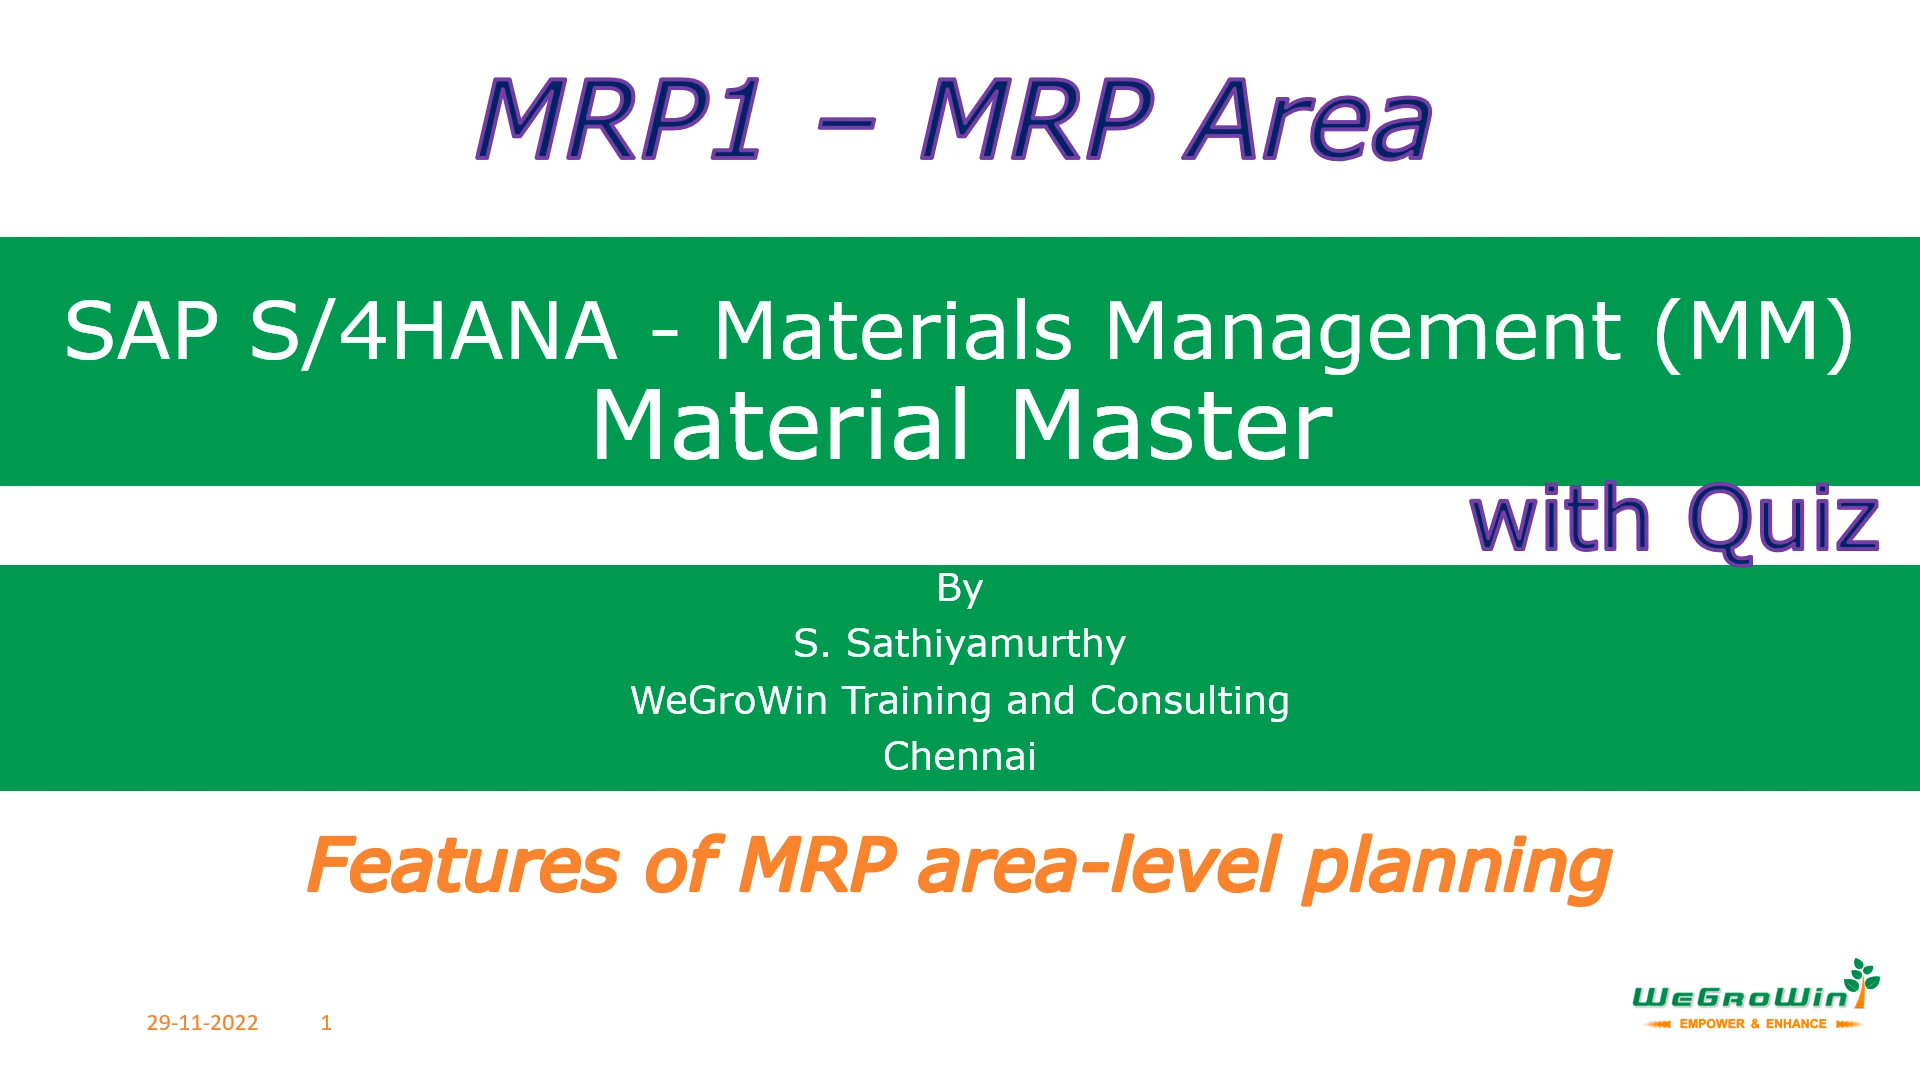 MRP1 – MRP Area
SAP S/4HANA - Materials Management (MM)
Material Master
with Quiz
By
S. Sathiyamurthy
WeGroWin Training and Consulting
Chennai
Features of MRP area-level planning
29-11-2022 1
WeGroWin
EMPOWER & ENHANCE